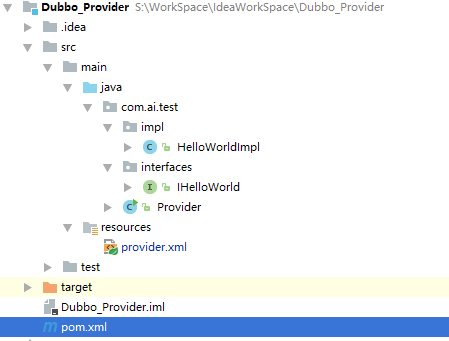 Dubbo_Provider S:\WorkSpace\IdeaWorkSpace\Dubbo_Provider
.idea
src
main
java
com.ai.test
impl
C HelloWorldImpl
interfaces
I IHelloWorld
C Provider
resources
provider.xml
test
target
Dubbo_Provider.iml
m pom.xml